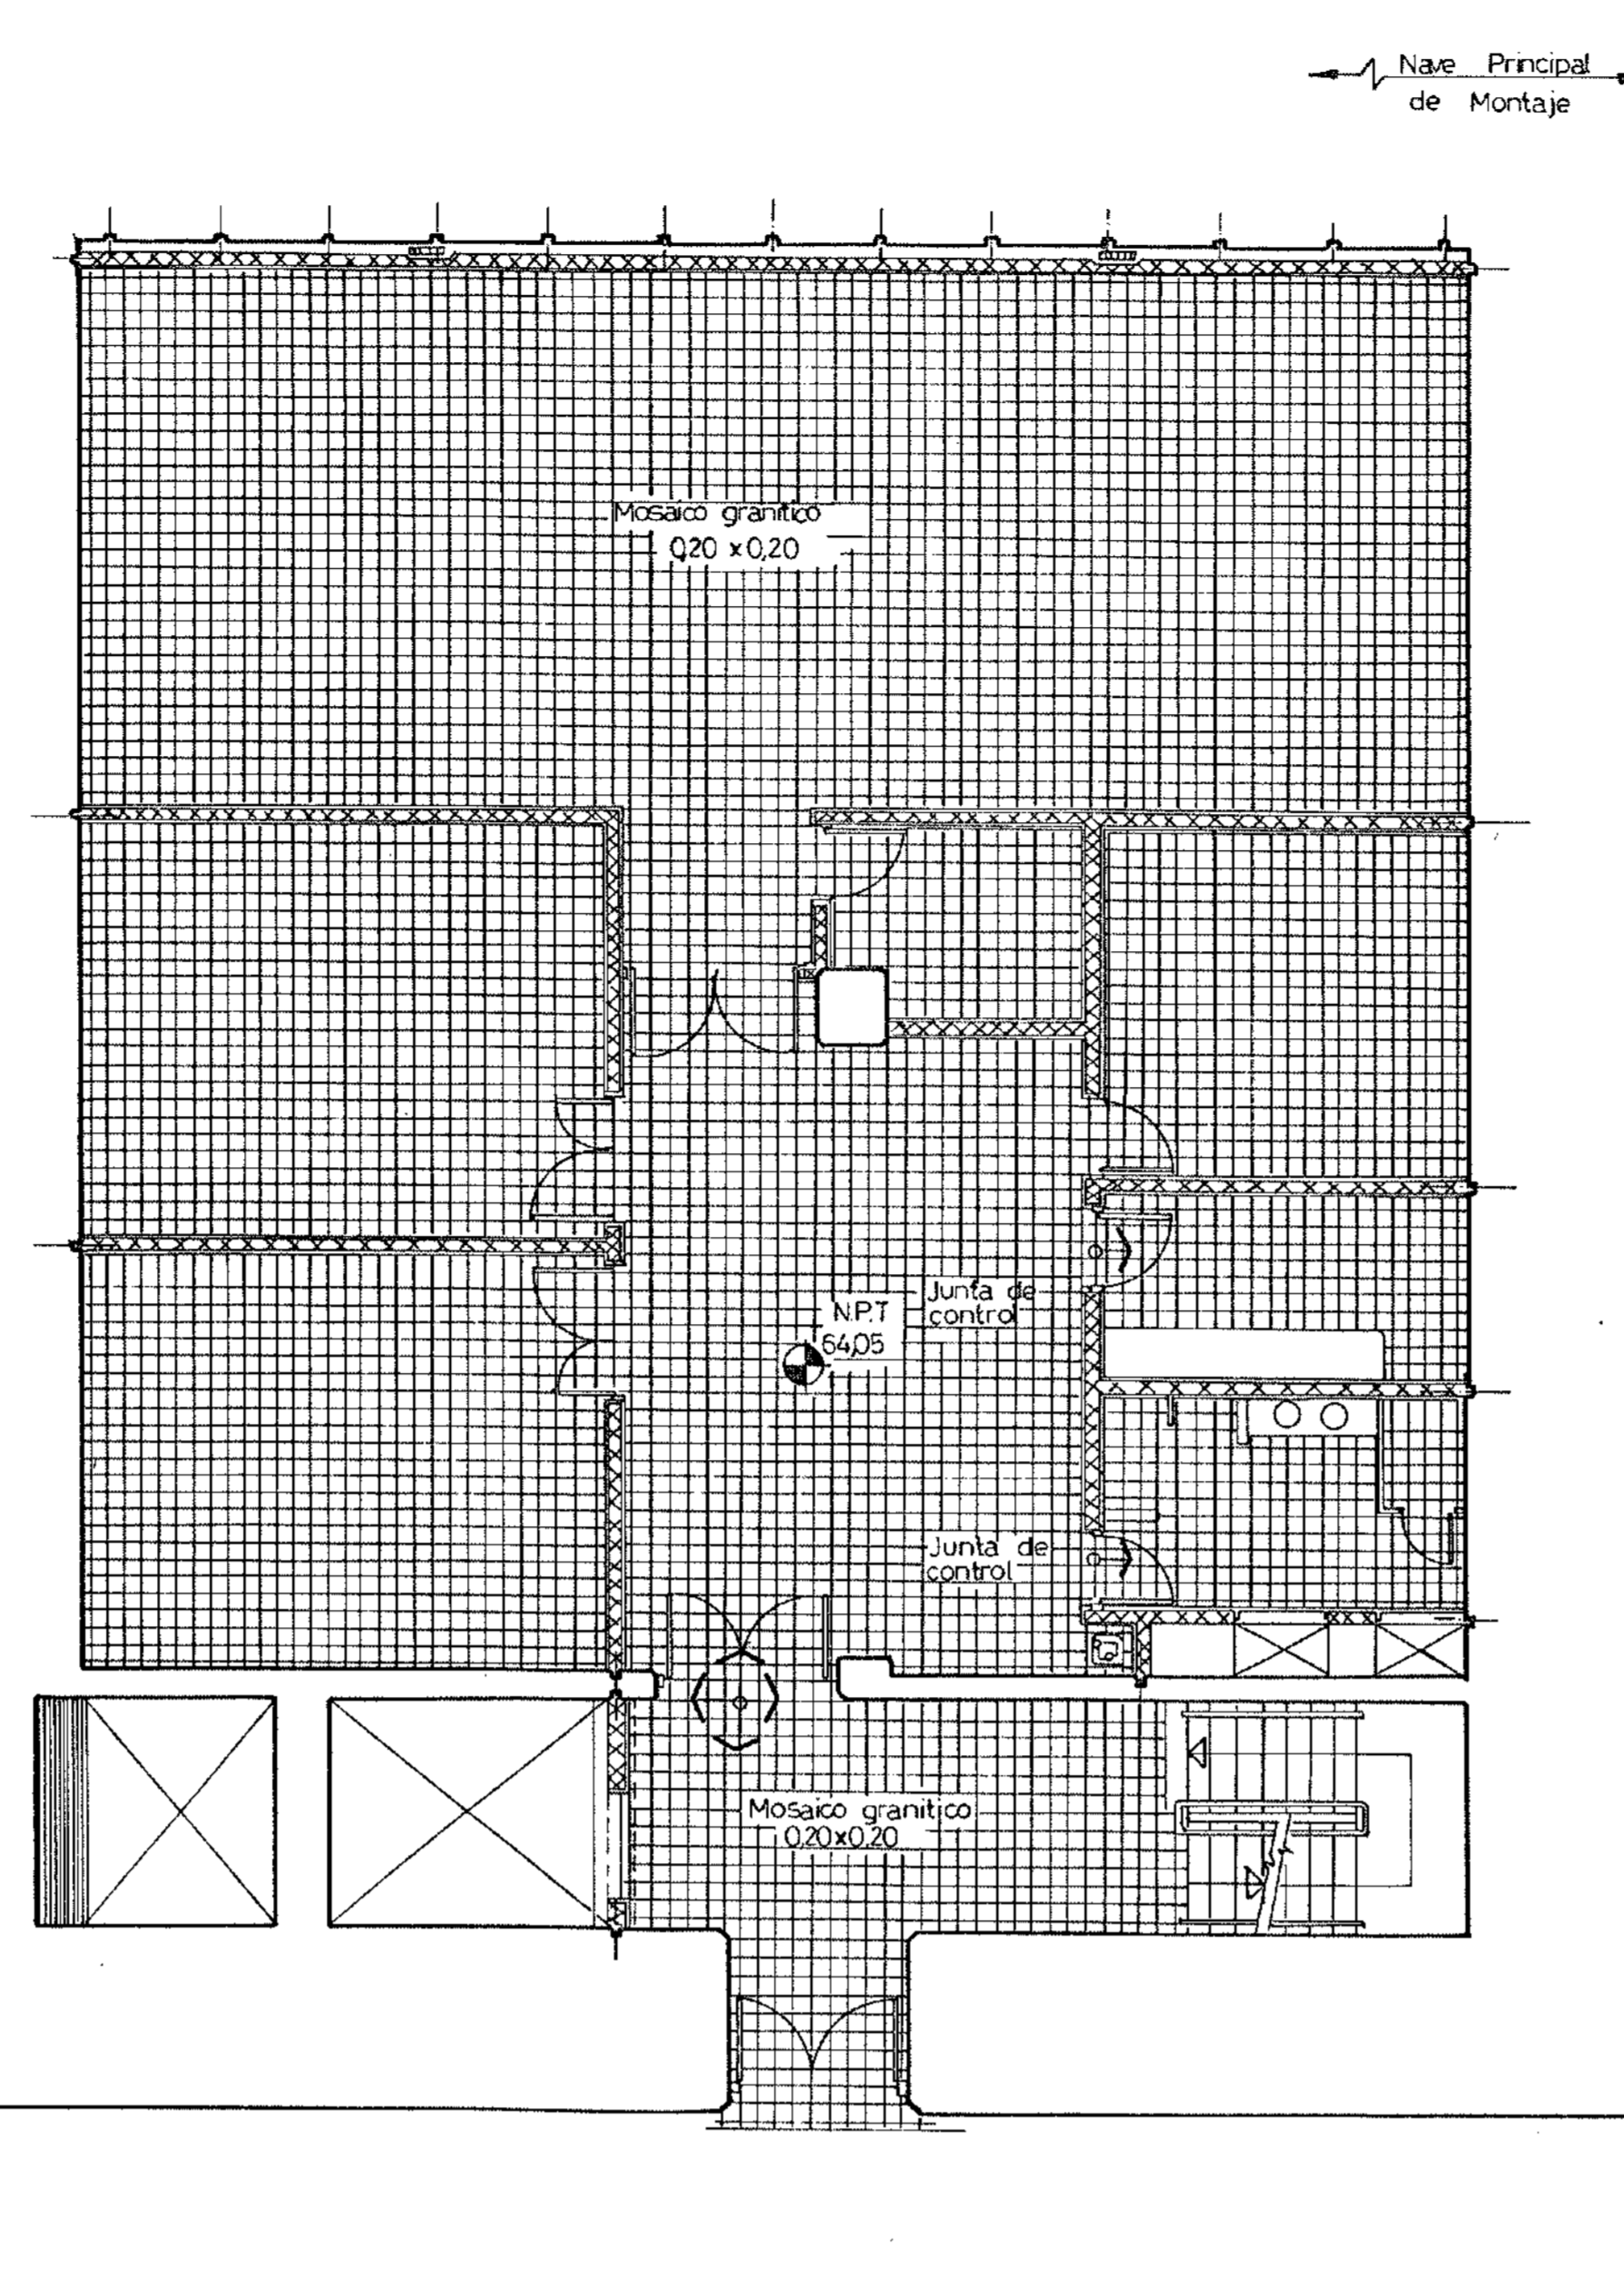 Nave Principal
de Montaje
Mosaico granitico
0,20 x 0,20
Junta de
control
N.P.T
64,05
Junta de
control
Mosaico granitico
0,20x0,20